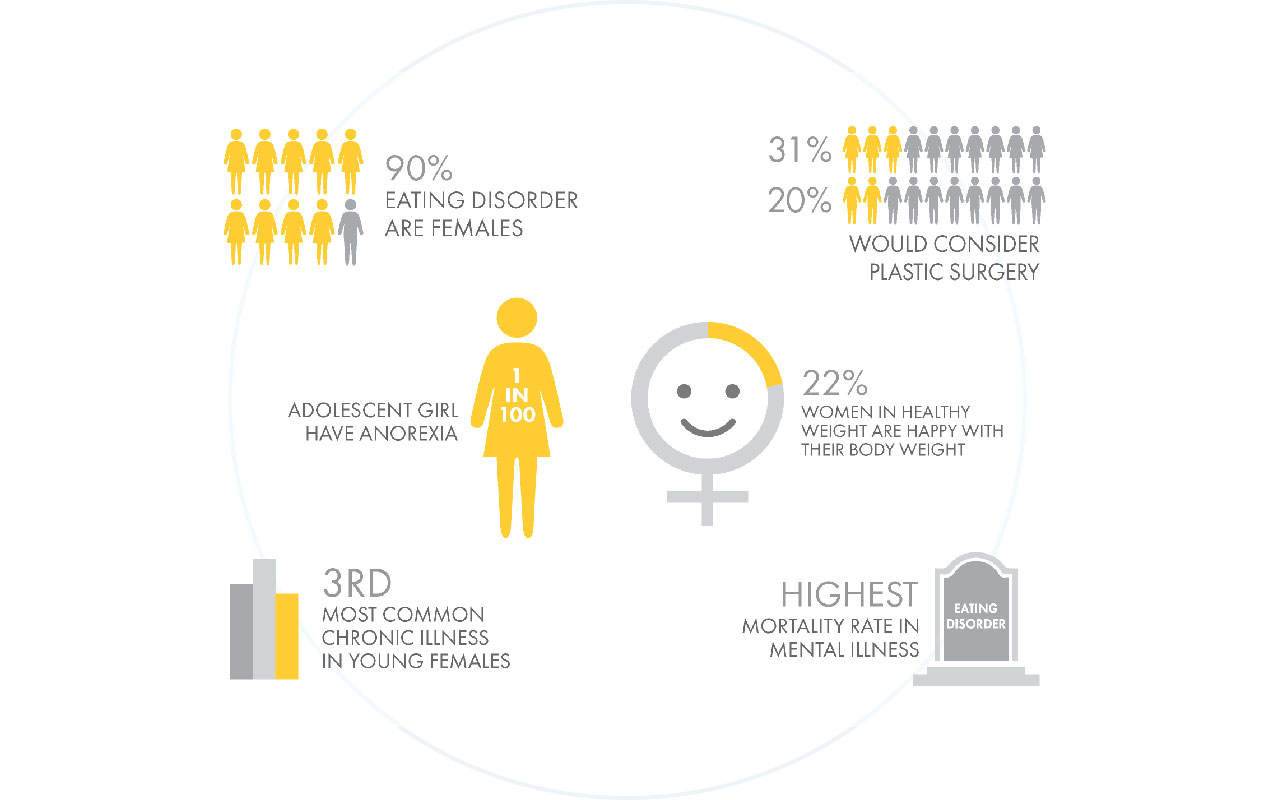 90%
EATING DISORDER
ARE FEMALES
31%
20%
WOULD CONSIDER
PLASTIC SURGERY
ADOLESCENT GIRL
HAVE ANOREXIA
1
IN
100
22%
WOMEN IN HEALTHY
WEIGHT ARE HAPPY WITH
THEIR BODY WEIGHT
3RD
MOST COMMON
CHRONIC ILLNESS
IN YOUNG FEMALES
HIGHEST
MORTALITY RATE IN
MENTAL ILLNESS
EATING
DISORDER